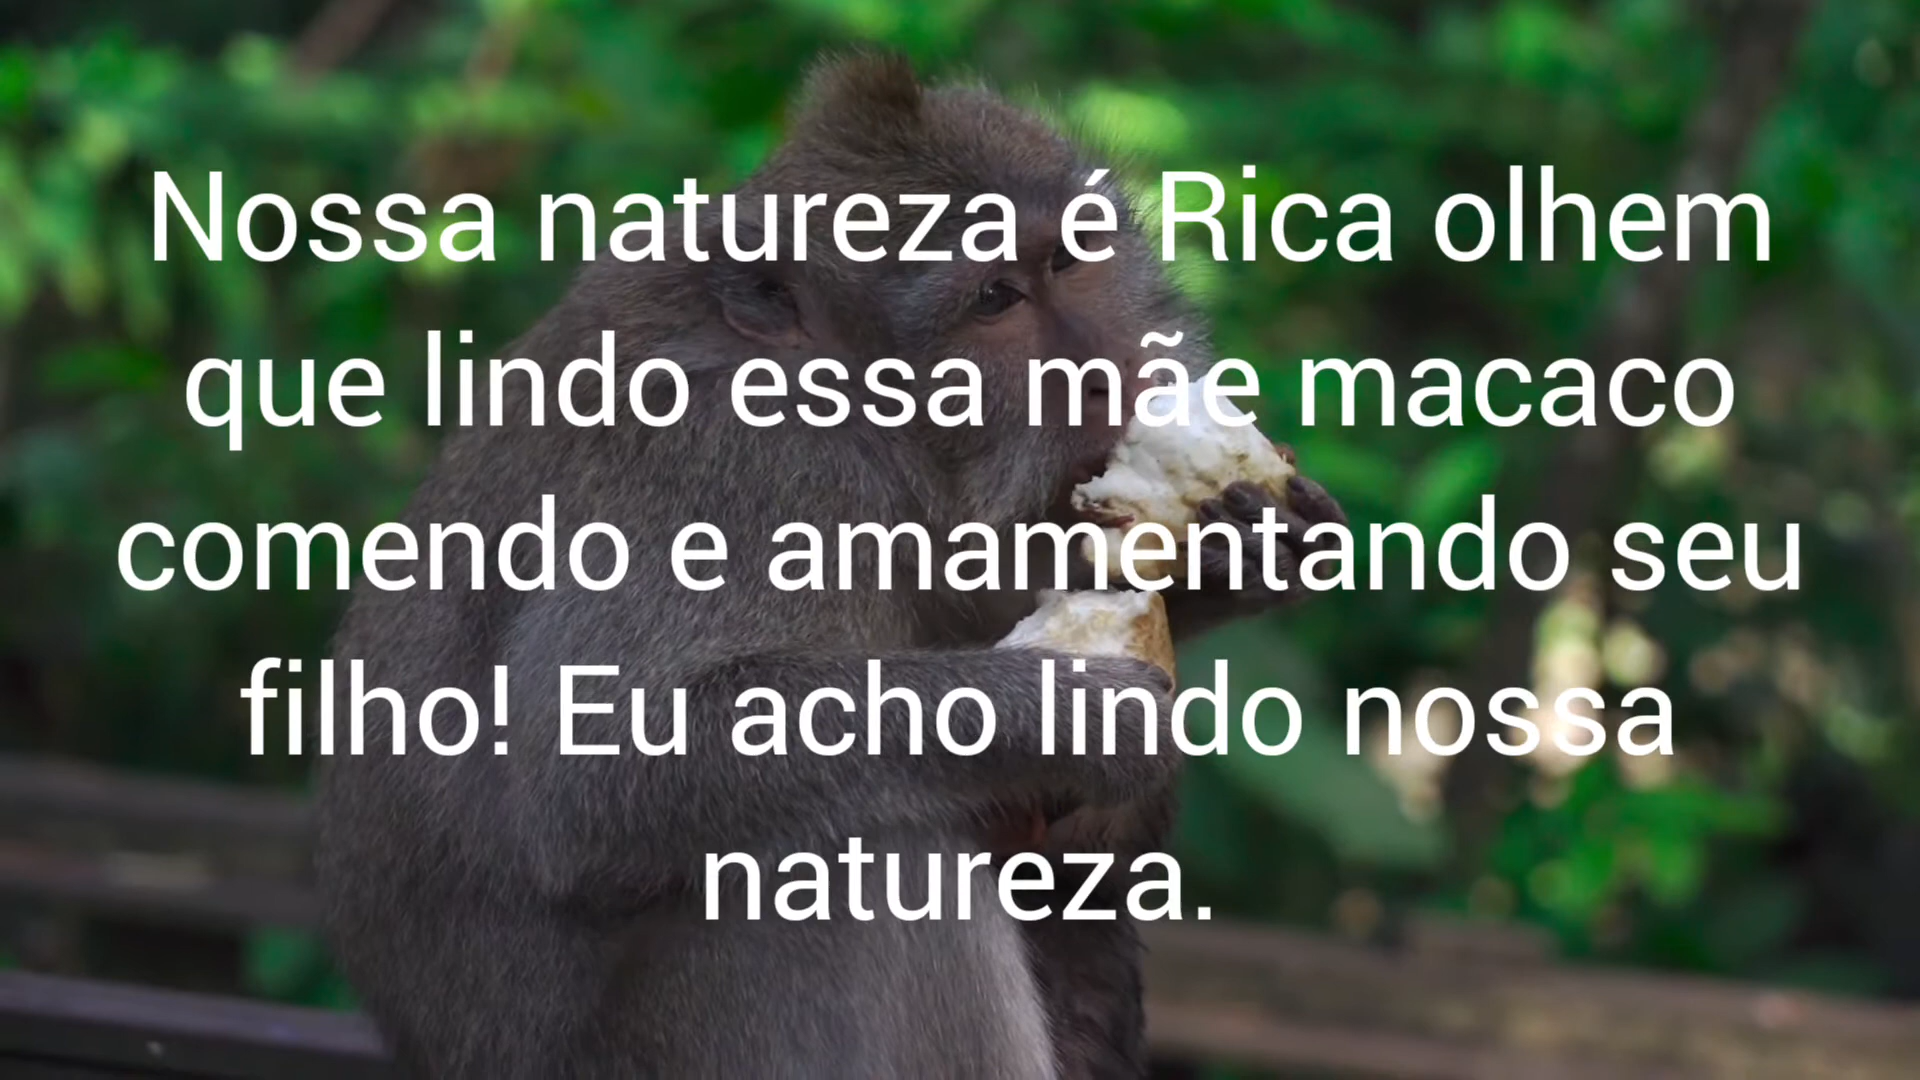 Nossa natureza é Rica olhem
que lindo essa mãe macaco
comendo e amamentando seu
filho! Eu acho lindo nossa
natureza.